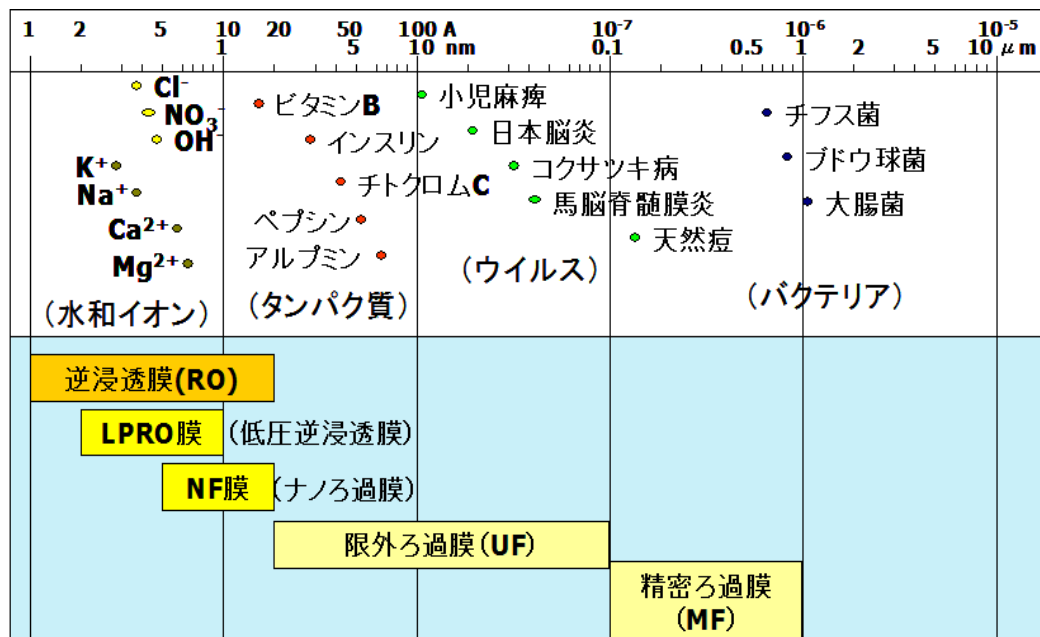 1 2 5 10 20 50 100 A 10⁻⁷ 10⁻⁶ 10⁻⁵
1 5 10 nm 0.1 0.5 1 2 5 10 μm
Cl⁻
NO₃⁻
OH⁻
K⁺
Na⁺
Ca²⁺
Mg²⁺
(水和イオン)
ビタミンB
インスリン
チトクロムC
ペプシン
アルブミン
(タンパク質)
小児麻痺
日本脳炎
コクサツキ病
馬脳脊髄膜炎
天然痘
(ウイルス)
チフス菌
ブドウ球菌
大腸菌
(バクテリア)
逆浸透膜(RO)
LPRO膜 (低圧逆浸透膜)
NF膜 (ナノろ過膜)
限外ろ過膜(UF)
精密ろ過膜
(MF)